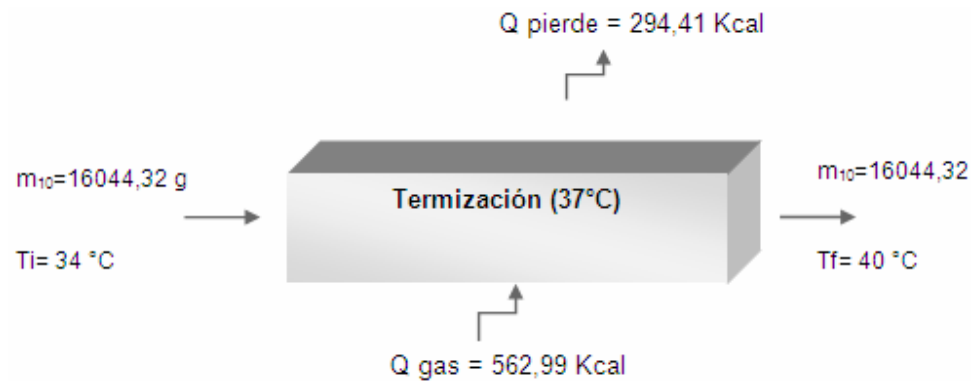 Q pierde = 294,41 Kcal
m₁₀=16044,32 g
m₁₀=16044,32
Termización (37°C)
Ti= 34 °C
Tf= 40 °C
Q gas = 562,99 Kcal